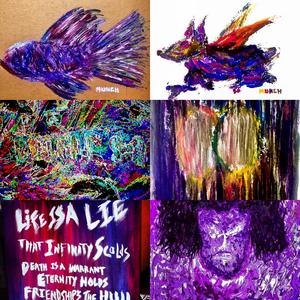 MUNCH
MUNCH
LIFE IS A LIE
THAT INFINITY SCOLDS
DEATH IS A WARRANT
ETERNITY HOLDS
FRIENDSHIPS THE